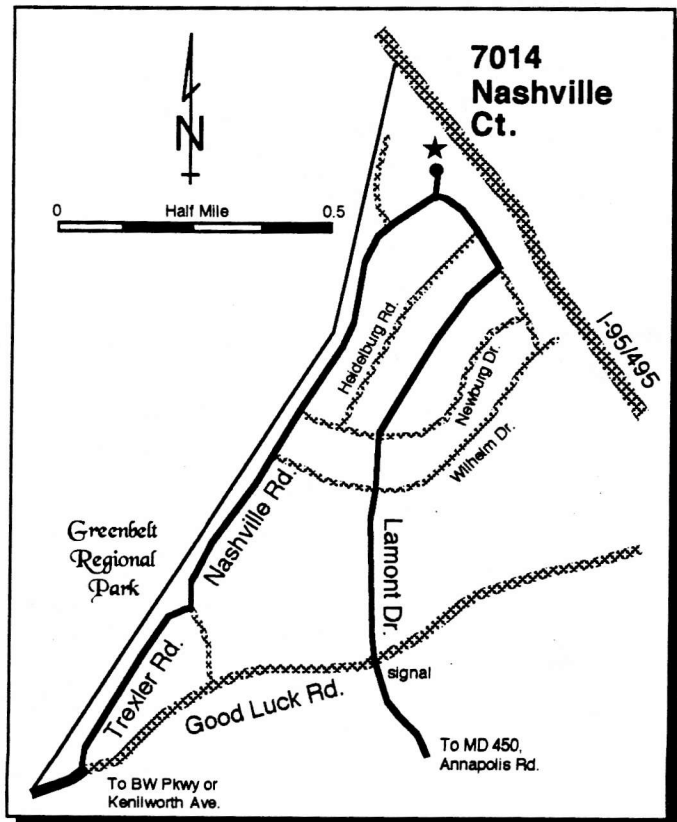 7014
Nashville
Ct.
N
0 Half Mile 0.5
I-95/495
Heidelburg Rd.
Newburg Dr.
Wilhelm Dr.
Nashville Rd.
Greenbelt
Regional
Park
Lamont Dr.
Trexler Rd.
Good Luck Rd.
signal
To MD 450,
Annapolis Rd.
To BW Pkwy or
Kenilworth Ave.